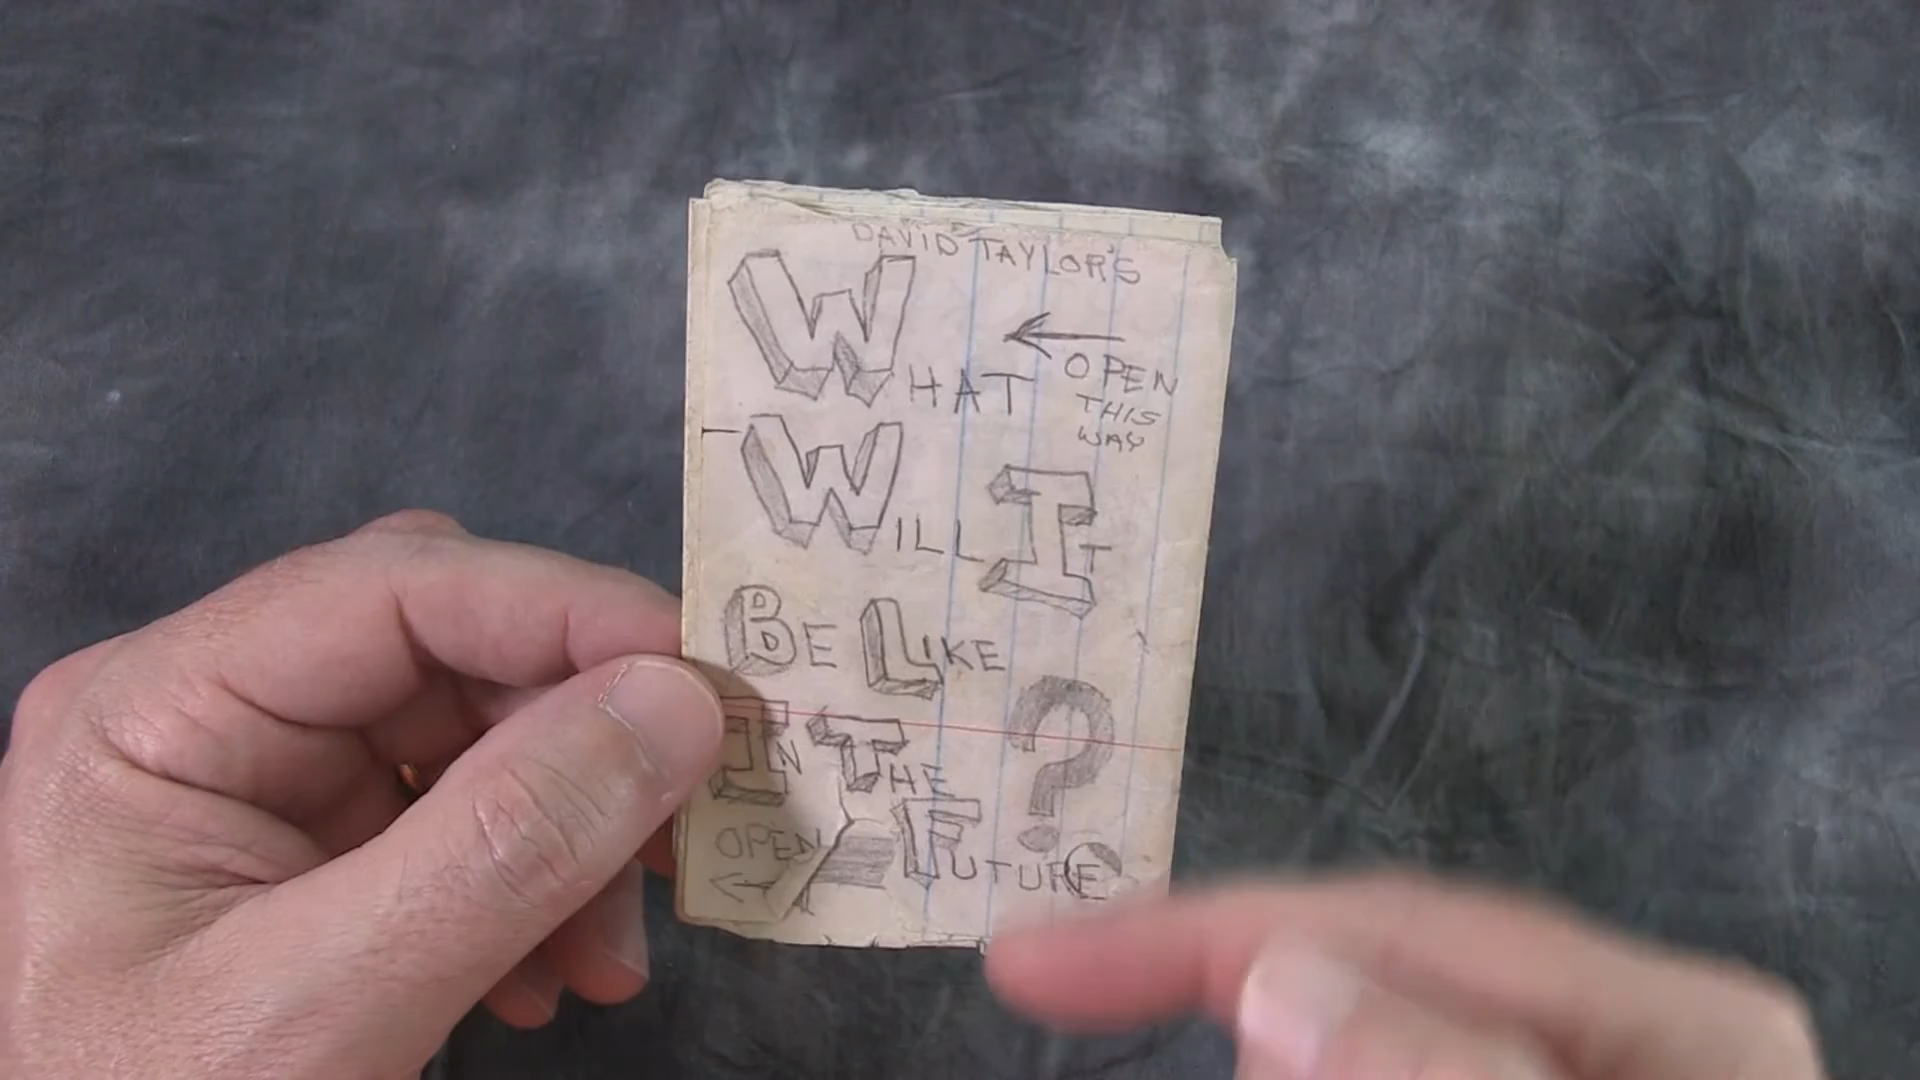 DAVID TAYLOR'S
WHAT
OPEN
THIS
WAY
WILL IT
BE LIKE
IN THE
FUTURE?
OPEN